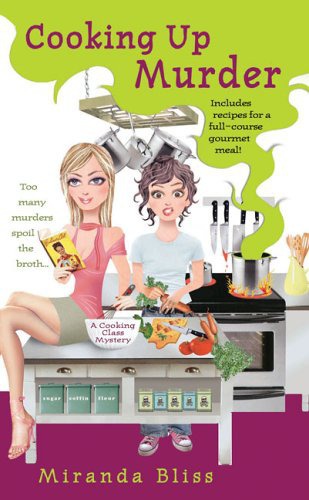 Cooking Up
Murder
Includes
recipes for a
full-course
gourmet
meal!
Too
many
murders
spoil
the
broth...
A Cooking
Class
Mystery
sugar
coffin
flour
Miranda Bliss